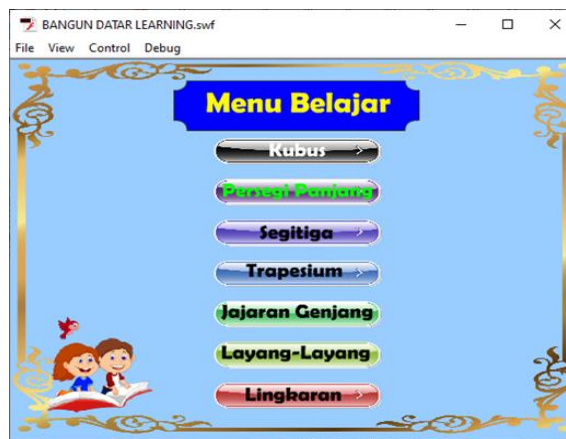 BANGUN DATAR LEARNING.swf
File View Control Debug
Menu Belajar
Kubus
Persegi Panjang
Segitiga
Trapesium
Jajaran Genjang
Layang-Layang
Lingkaran